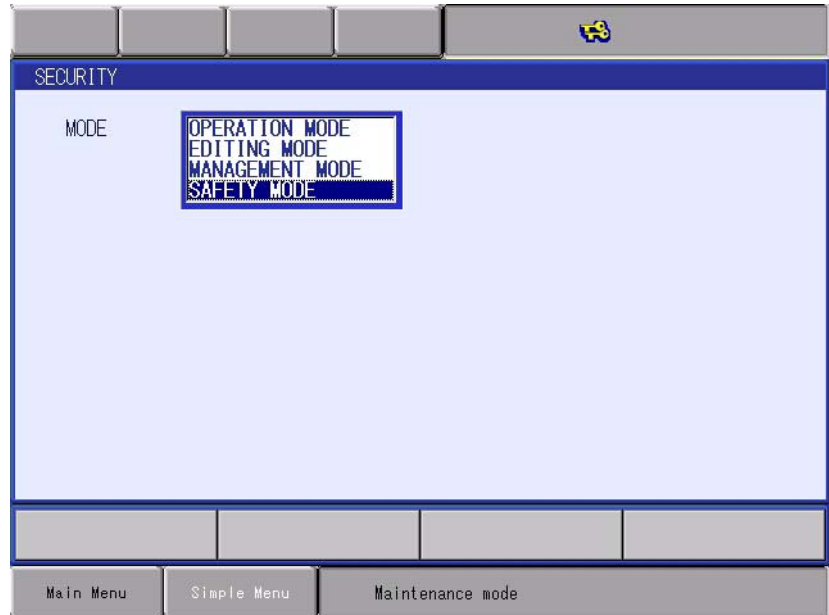 SECURITY
MODE
OPERATION MODE
EDITING MODE
MANAGEMENT MODE
SAFETY MODE
Main Menu
Simple Menu
Maintenance mode